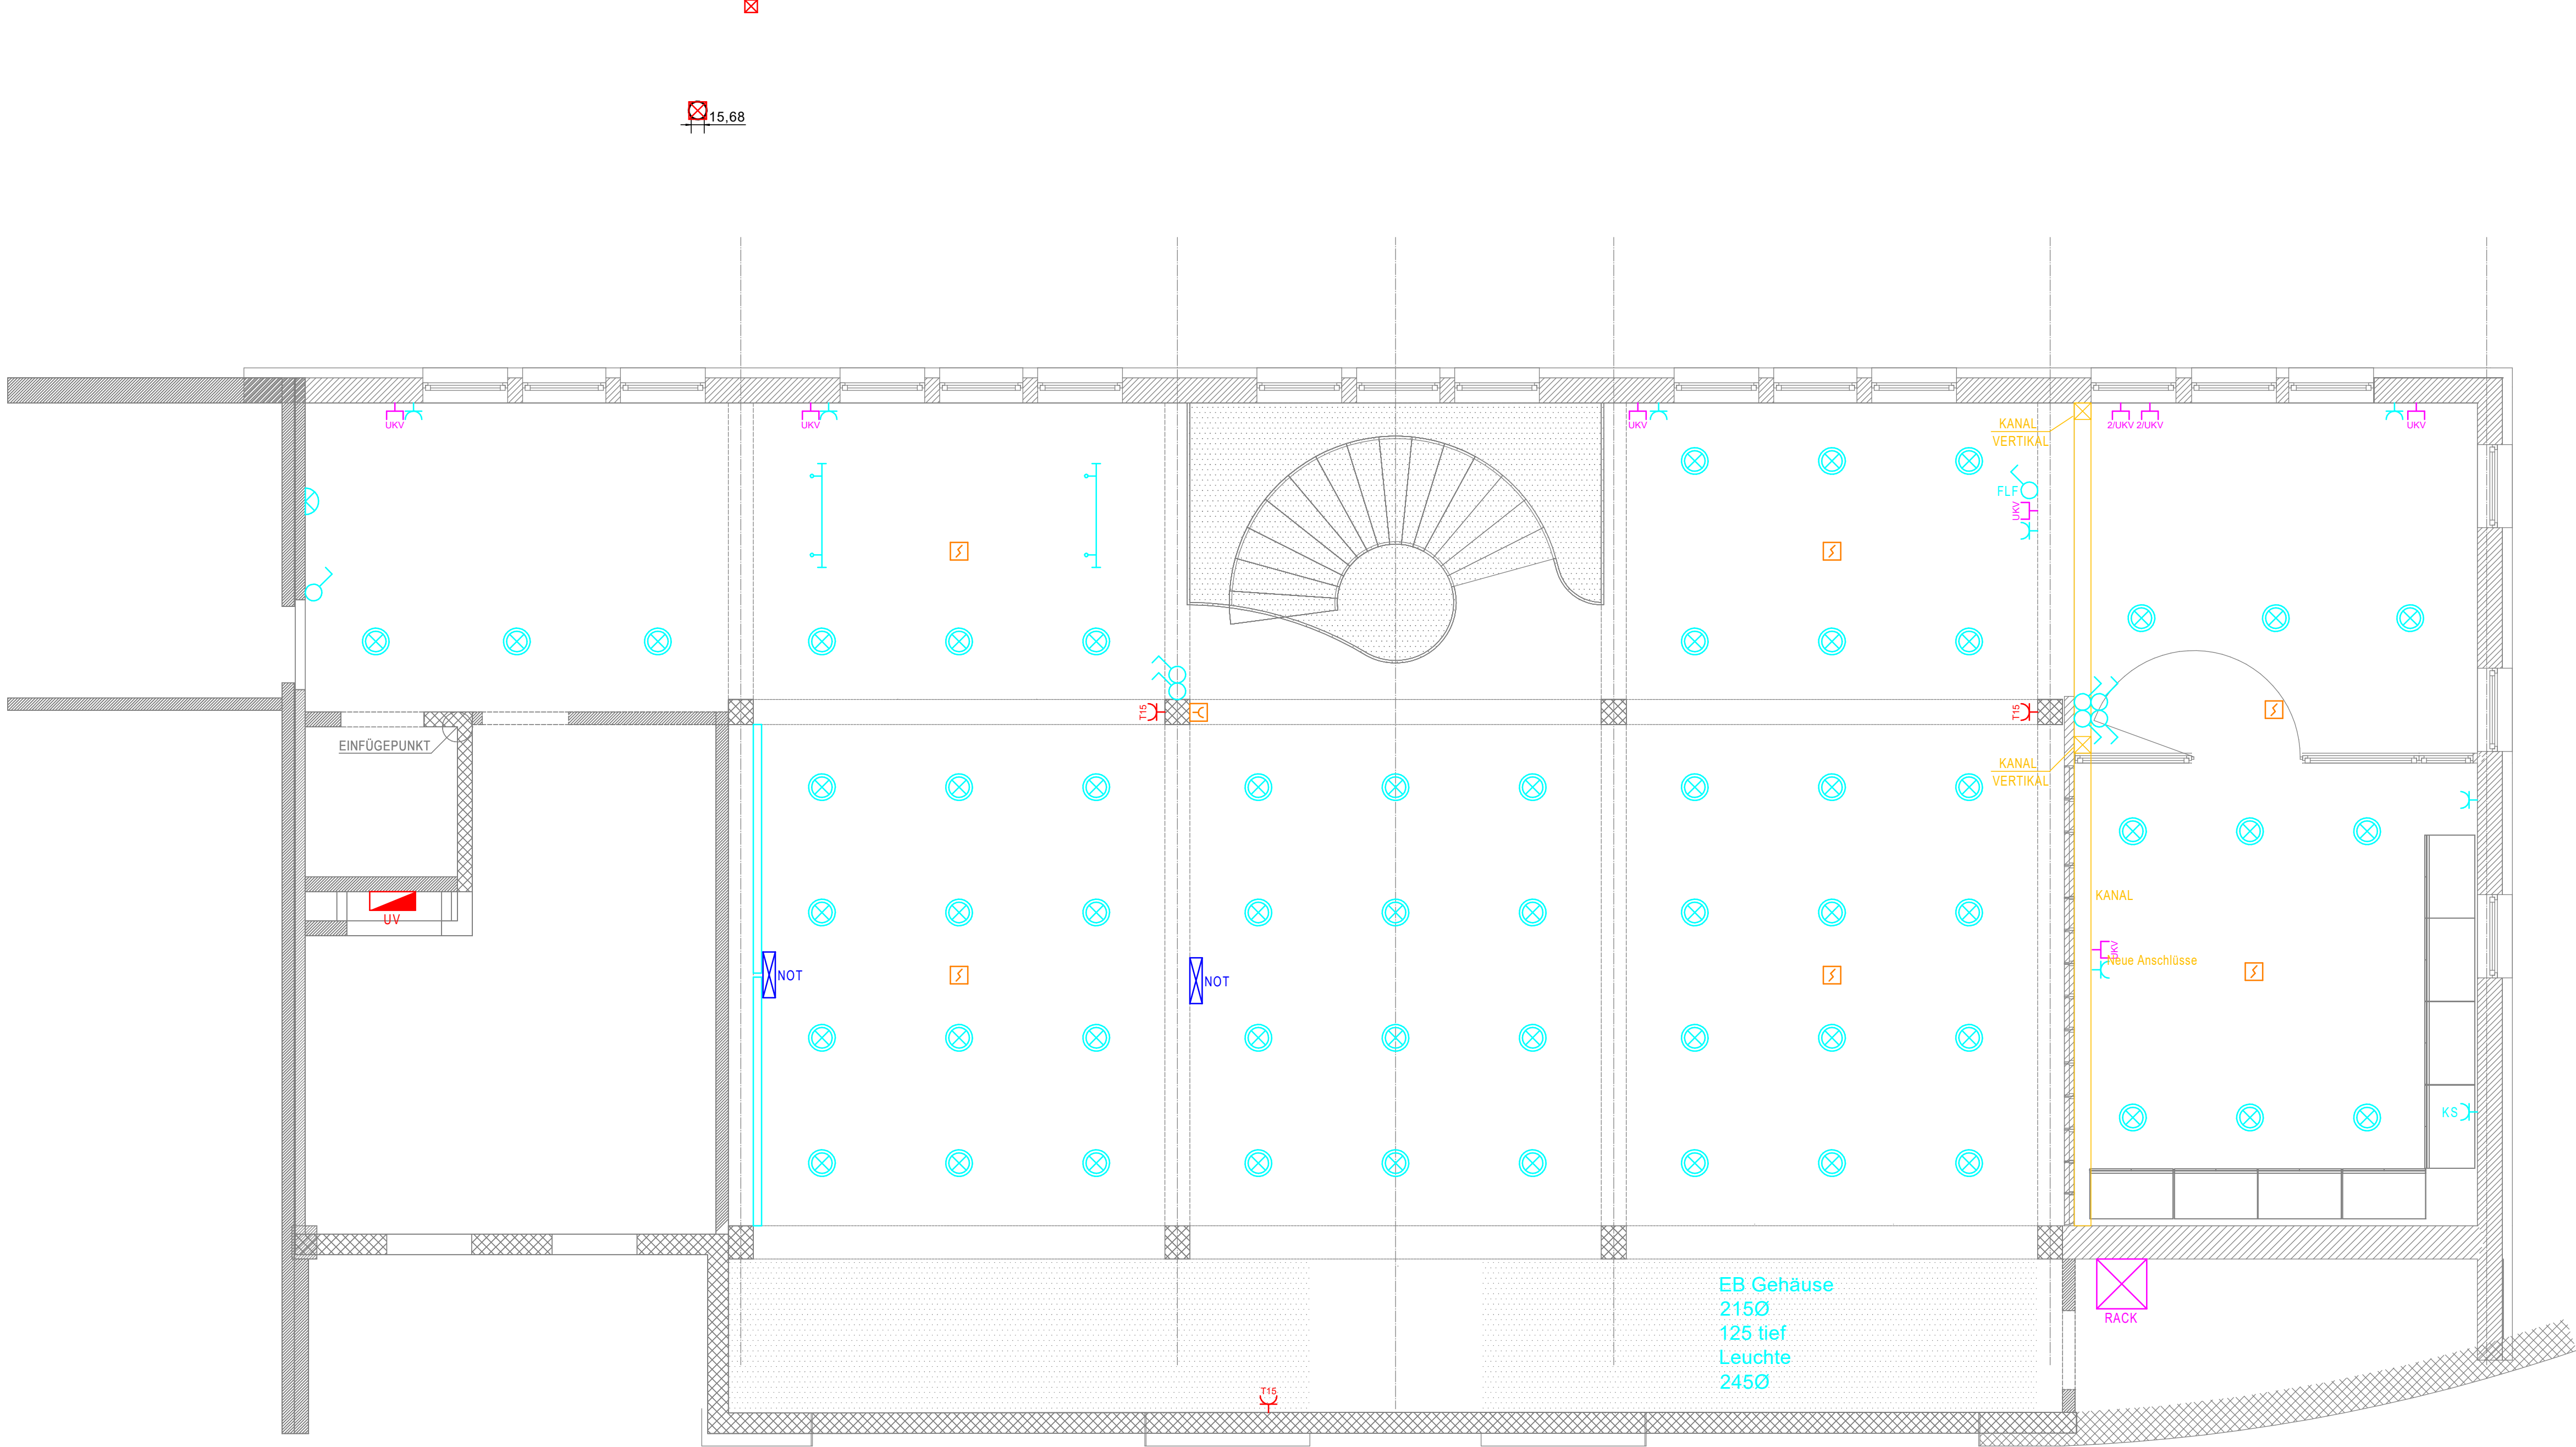 15,68
UKV
UKV
UKV
2/UKV 2/UKV
UKV
KANAL
VERTIKAL
FLF
UKV
T15
T15
EINFÜGEPUNKT
KANAL
VERTIKAL
KANAL
UV
UKV
Neue Anschlüsse
NOT
NOT
KS
EB Gehäuse
215Ø
125 tief
Leuchte
245Ø
RACK
T15